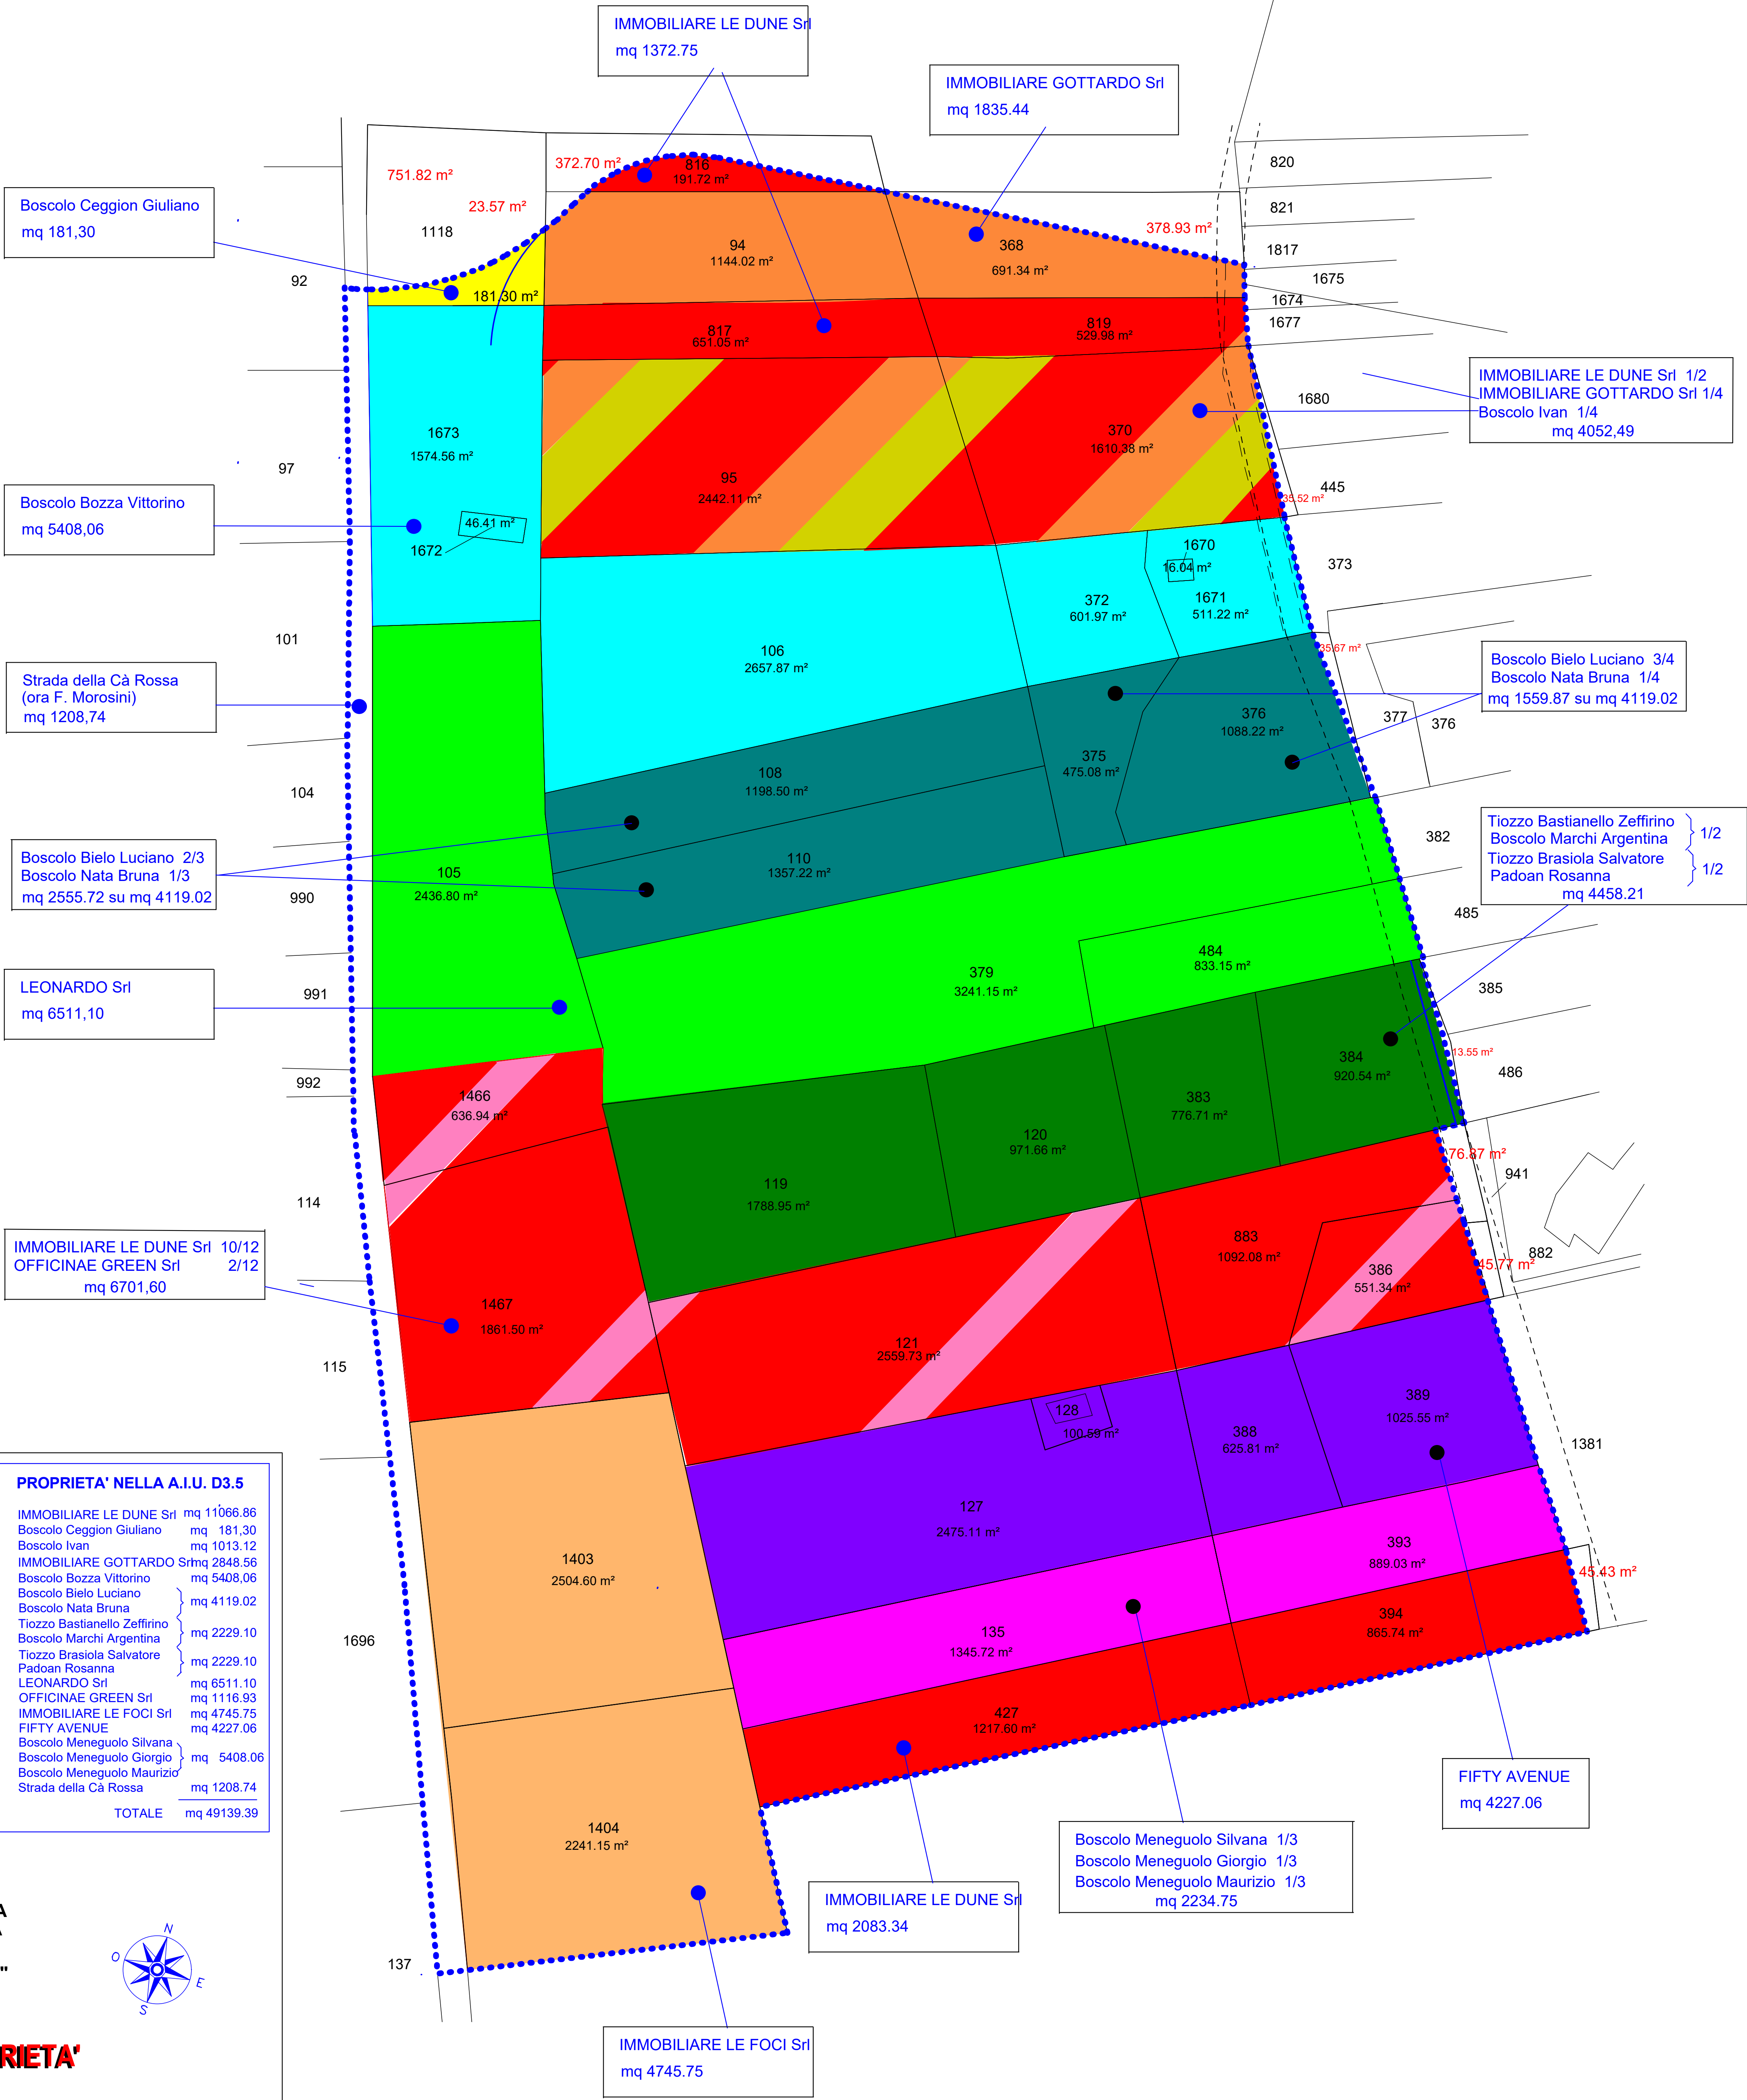 IMMOBILIARE LE DUNE Srl
mq 1372.75
IMMOBILIARE GOTTARDO Srl
mq 1835.44
820
821
1817
1675
1674
1677
1680
445
373
377
376
382
485
385
486
941
882
1381
751.82 m²
372.70 m²
816
191.72 m²
23.57 m²
1118
378.93 m²
94
1144.02 m²
368
691.34 m²
Boscolo Ceggion Giuliano
mq 181,30
92
181.30 m²
817
651.05 m²
819
529.98 m²
IMMOBILIARE LE DUNE Srl 1/2
IMMOBILIARE GOTTARDO Srl 1/4
Boscolo Ivan 1/4
mq 4052,49
1673
1574.56 m²
97
95
2442.11 m²
370
1610.38 m²
35.52 m²
Boscolo Bozza Vittorino
mq 5408,06
46.41 m²
1672
1670
16.04 m²
1671
511.22 m²
372
601.97 m²
101
106
2657.87 m²
35.67 m²
Boscolo Bielo Luciano 3/4
Boscolo Nata Bruna 1/4
mq 1559.87 su mq 4119.02
Strada della Cà Rossa
(ora F. Morosini)
mq 1208,74
376
1088.22 m²
375
475.08 m²
104
108
1198.50 m²
Tiozzo Bastianello Zeffirino
Boscolo Marchi Argentina
1/2
Tiozzo Brasiola Salvatore
Padoan Rosanna
1/2
mq 4458.21
Boscolo Bielo Luciano 2/3
Boscolo Nata Bruna 1/3
mq 2555.72 su mq 4119.02
110
1357.22 m²
105
2436.80 m²
990
484
833.15 m²
379
3241.15 m²
LEONARDO Srl
mq 6511,10
991
992
1466
636.94 m²
384
920.54 m²
13.55 m²
383
776.71 m²
120
971.66 m²
119
1788.95 m²
76.87 m²
114
IMMOBILIARE LE DUNE Srl 10/12
OFFICINAE GREEN Srl 2/12
mq 6701,60
883
1092.08 m²
45.77 m²
386
551.34 m²
1467
1861.50 m²
121
2559.73 m²
115
128
100.59 m²
388
625.81 m²
389
1025.55 m²
127
2475.11 m²
1403
2504.60 m²
393
889.03 m²
45.43 m²
135
1345.72 m²
394
865.74 m²
1696
427
1217.60 m²
1404
2241.15 m²
137
PROPRIETA' NELLA A.I.U. D3.5
IMMOBILIARE LE DUNE Srl mq 11066.86
Boscolo Ceggion Giuliano mq 181,30
Boscolo Ivan mq 1013.12
IMMOBILIARE GOTTARDO Srl mq 2848.56
Boscolo Bozza Vittorino mq 5408,06
Boscolo Bielo Luciano
Boscolo Nata Bruna
mq 4119.02
Tiozzo Bastianello Zeffirino
Boscolo Marchi Argentina
mq 2229.10
Tiozzo Brasiola Salvatore
Padoan Rosanna
mq 2229.10
LEONARDO Srl mq 6511.10
OFFICINAE GREEN Srl mq 1116.93
IMMOBILIARE LE FOCI Srl mq 4745.75
FIFTY AVENUE mq 4227.06
Boscolo Meneguolo Silvana
Boscolo Meneguolo Giorgio mq 5408.06
Boscolo Meneguolo Maurizio
Strada della Cà Rossa mq 1208.74
TOTALE mq 49139.39
FIFTY AVENUE
mq 4227.06
Boscolo Meneguolo Silvana 1/3
Boscolo Meneguolo Giorgio 1/3
Boscolo Meneguolo Maurizio 1/3
mq 2234.75
IMMOBILIARE LE DUNE Srl
mq 2083.34
IMMOBILIARE LE FOCI Srl
mq 4745.75
A
"
N
O
E
S
RIETA'